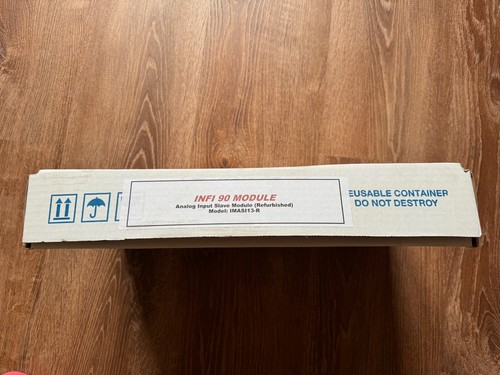 INFI 90 MODULE
Analog Input Slave Module (Refurbished)
Model: IMASI13-R
EUSABLE CONTAINER
DO NOT DESTROY